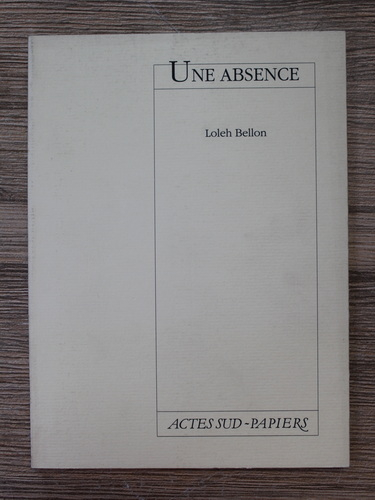 UNE ABSENCE
Loleh Bellon
ACTES SUD-PAPIERS